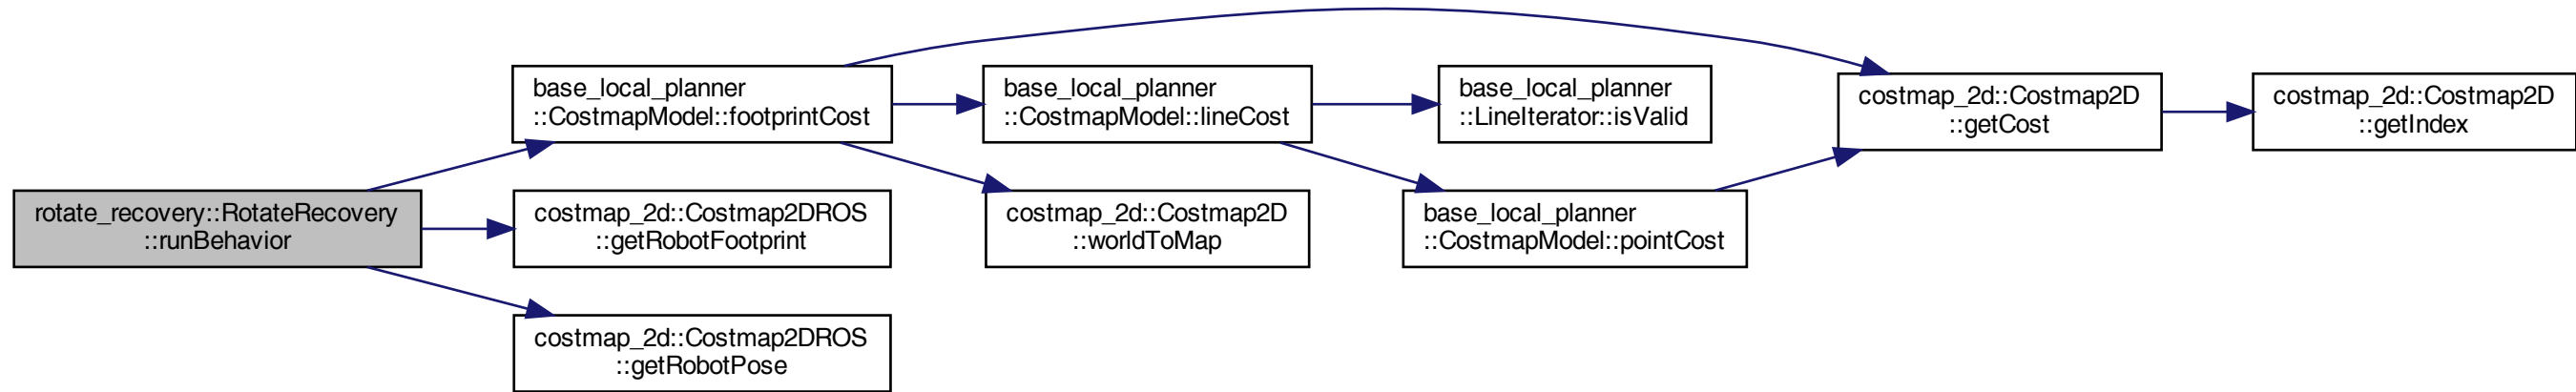 rotate_recovery::RotateRecovery
::runBehavior
base_local_planner
::CostmapModel::footprintCost
costmap_2d::Costmap2DROS
::getRobotFootprint
costmap_2d::Costmap2DROS
::getRobotPose
base_local_planner
::CostmapModel::lineCost
costmap_2d::Costmap2D
::worldToMap
base_local_planner
::LineIterator::isValid
base_local_planner
::CostmapModel::pointCost
costmap_2d::Costmap2D
::getCost
costmap_2d::Costmap2D
::getIndex